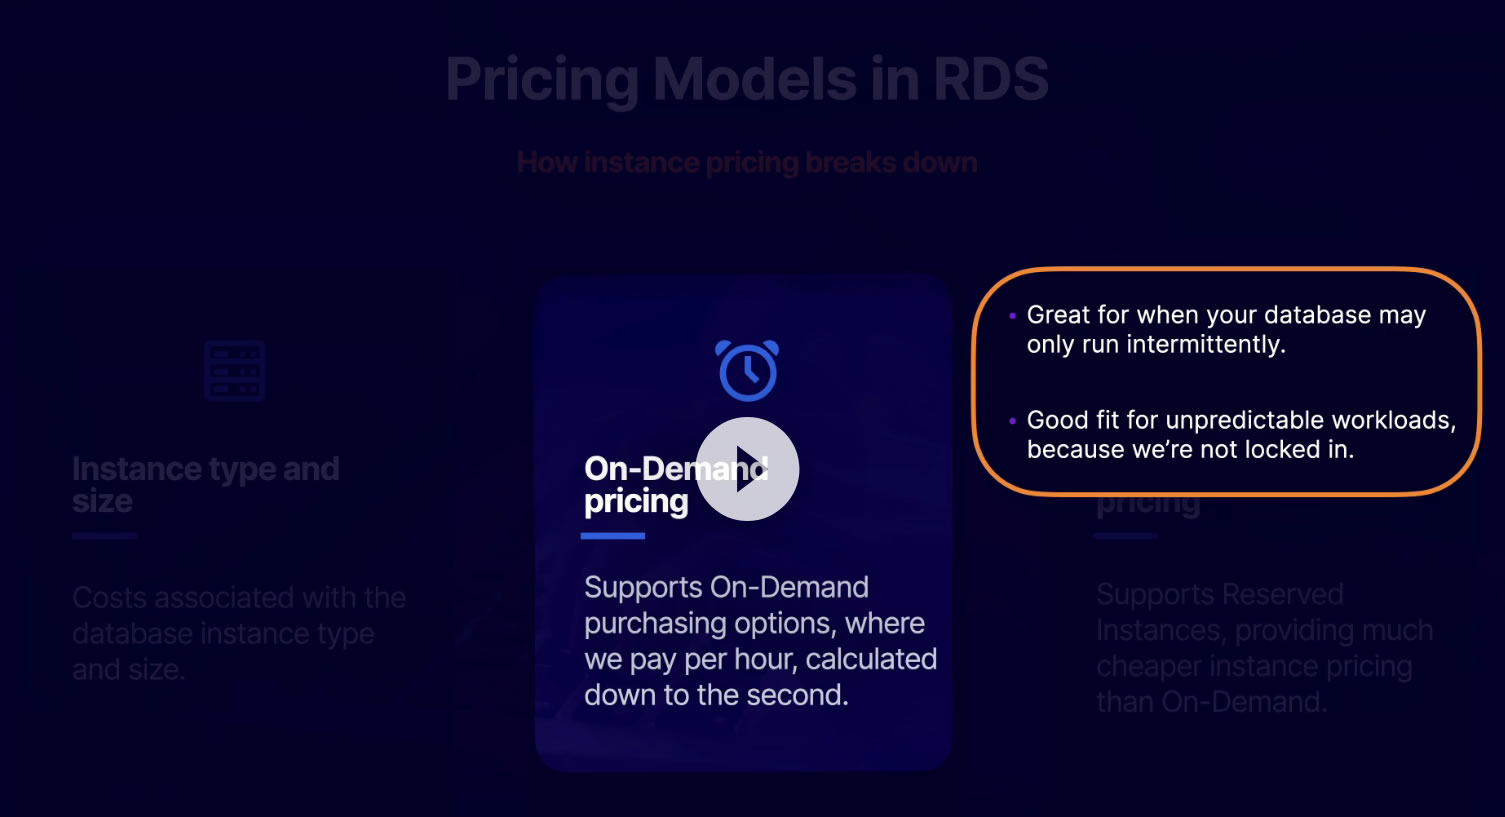 Pricing Models in RDS
How instance pricing breaks down
Instance type and
size
Costs associated with the
database instance type
and size.
On-Demand
pricing
Supports On-Demand
purchasing options, where
we pay per hour, calculated
down to the second.
• Great for when your database may
only run intermittently.
• Good fit for unpredictable workloads,
because we're not locked in.
pricing
Supports Reserved
Instances, providing much
cheaper instance pricing
than On-Demand.